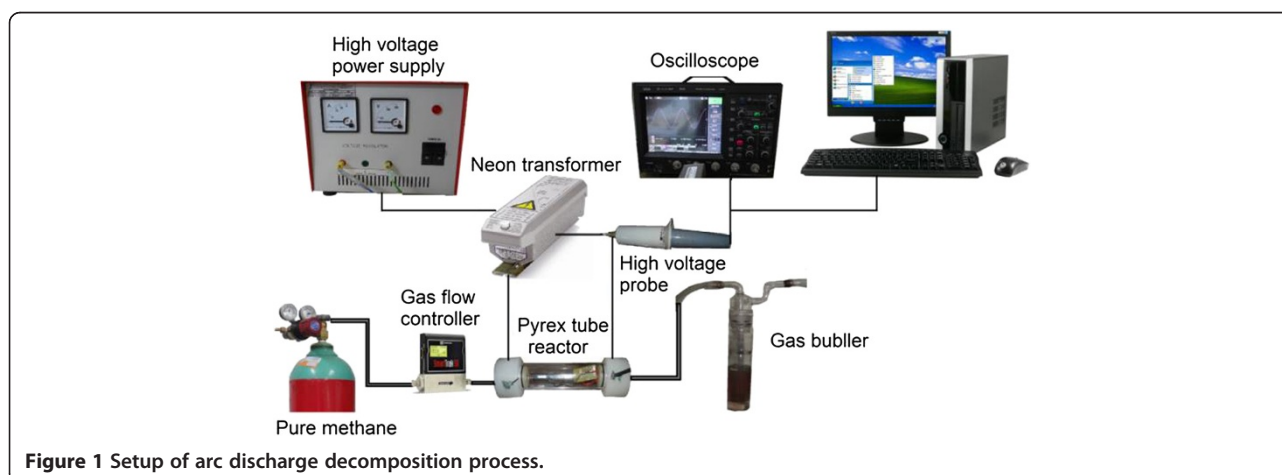 High voltage
power supply
Oscilloscope
Neon transformer
High voltage
probe
Gas flow
controller
Pyrex tube
reactor
Gas bubller
Pure methane
Figure 1 Setup of arc discharge decomposition process.